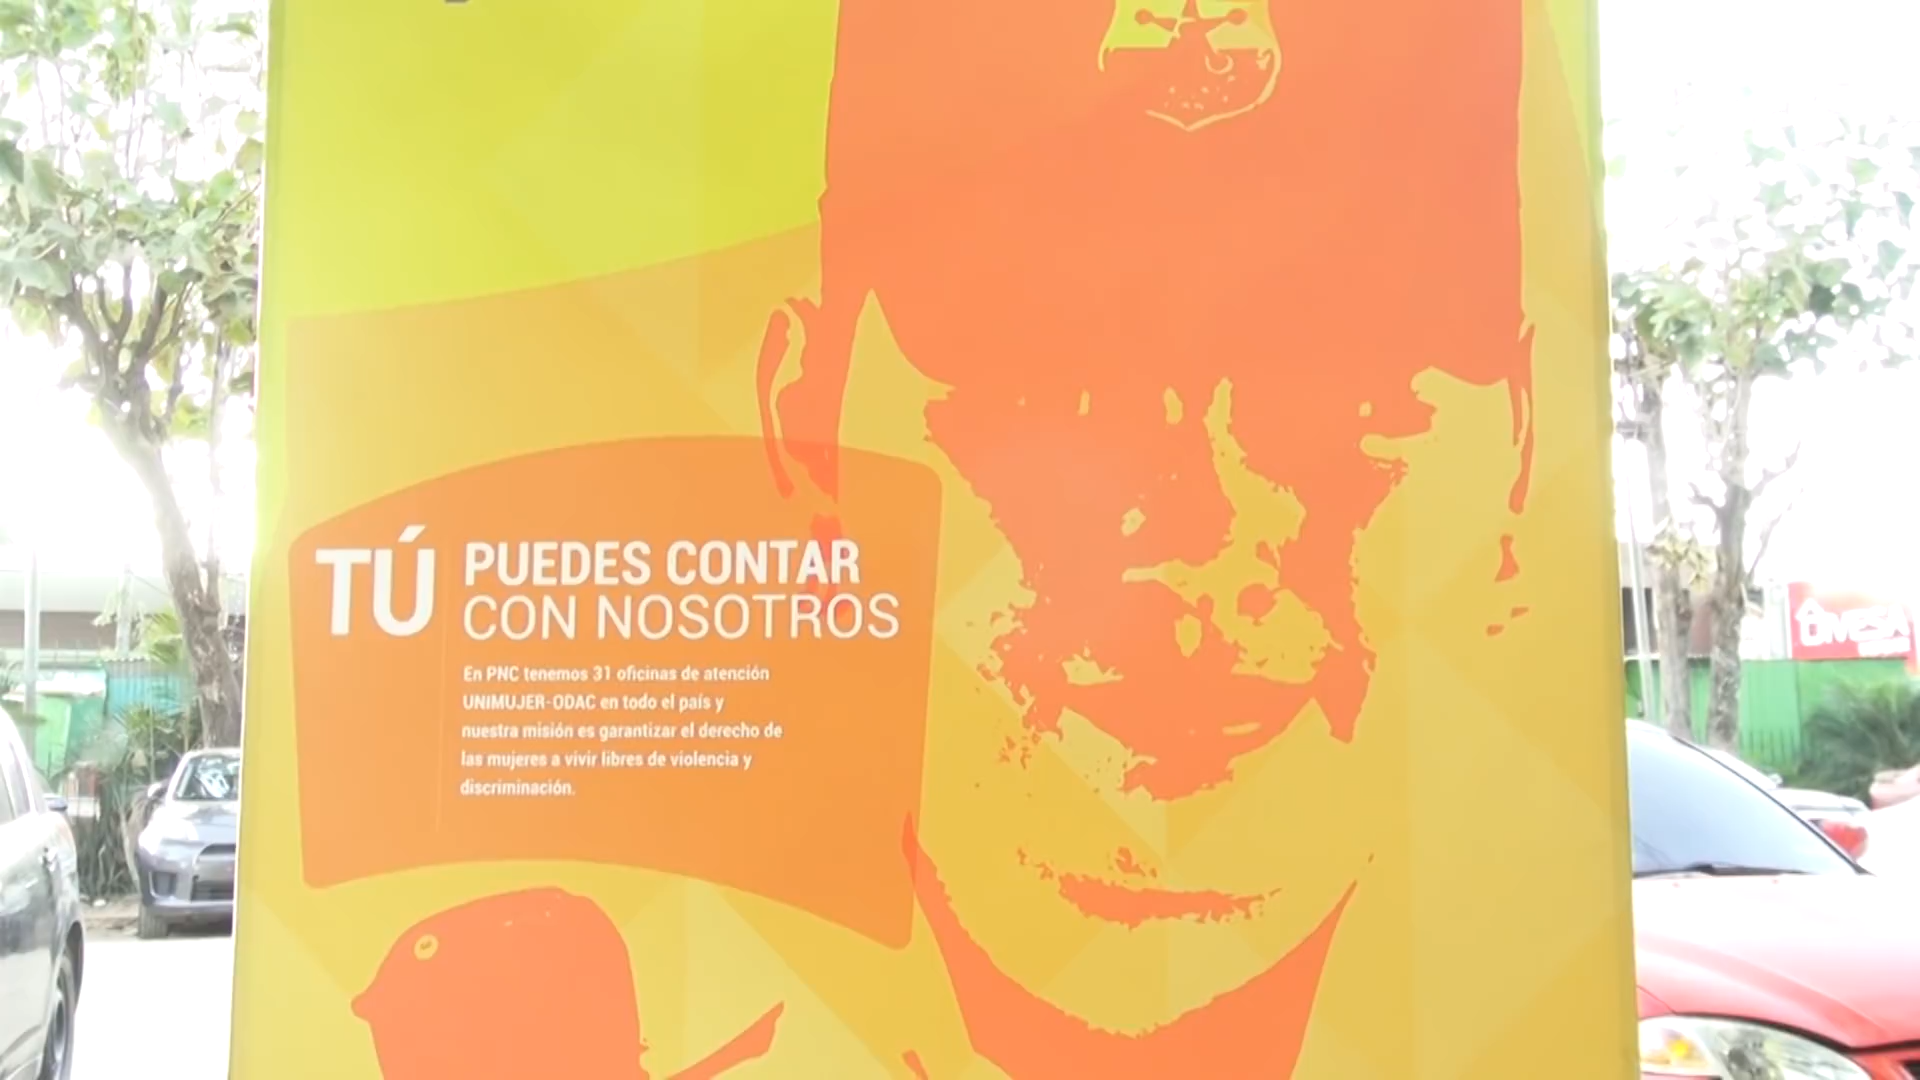 TÚ PUEDES CONTAR
CON NOSOTROS
En PNC tenemos 31 oficinas de atención
UNIMUJER-ODAC en todo el país y
nuestra misión es garantizar el derecho de
las mujeres a vivir libres de violencia y
discriminación.